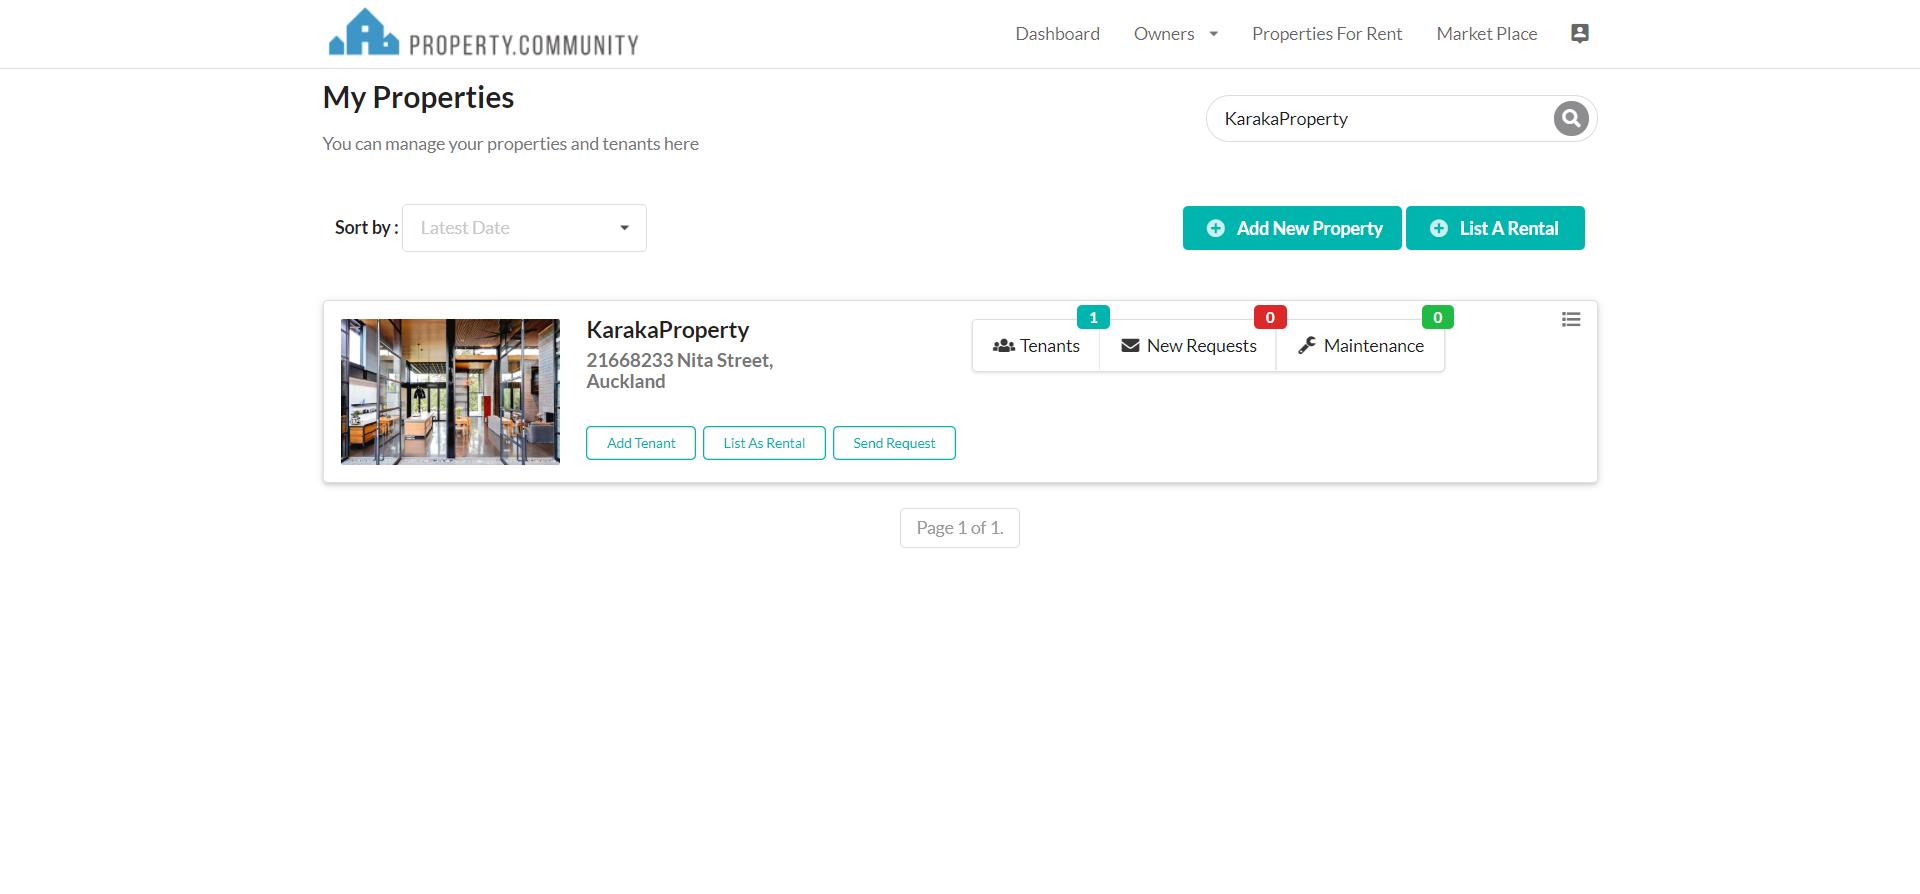 PROPERTY.COMMUNITY
Dashboard
Owners
Properties For Rent
Market Place
My Properties
You can manage your properties and tenants here
KarakaProperty
Sort by :
Latest Date
Add New Property
List A Rental
KarakaProperty
21668233 Nita Street,
Auckland
Add Tenant
List As Rental
Send Request
1
Tenants
0
New Requests
0
Maintenance
Page 1 of 1.